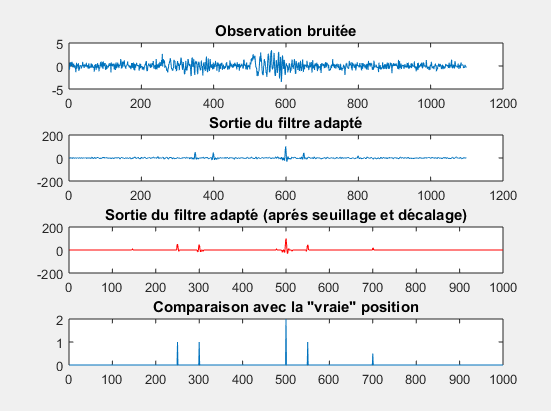 Observation bruitée
5
0
-5
0 200 400 600 800 1000 1200
Sortie du filtre adapté
200
0
-200
0 200 400 600 800 1000 1200
Sortie du filtre adapté (aprés seuillage et décalage)
200
0
-200
0 100 200 300 400 500 600 700 800 900 1000
Comparaison avec la "vraie" position
2
1
0
0 100 200 300 400 500 600 700 800 900 1000